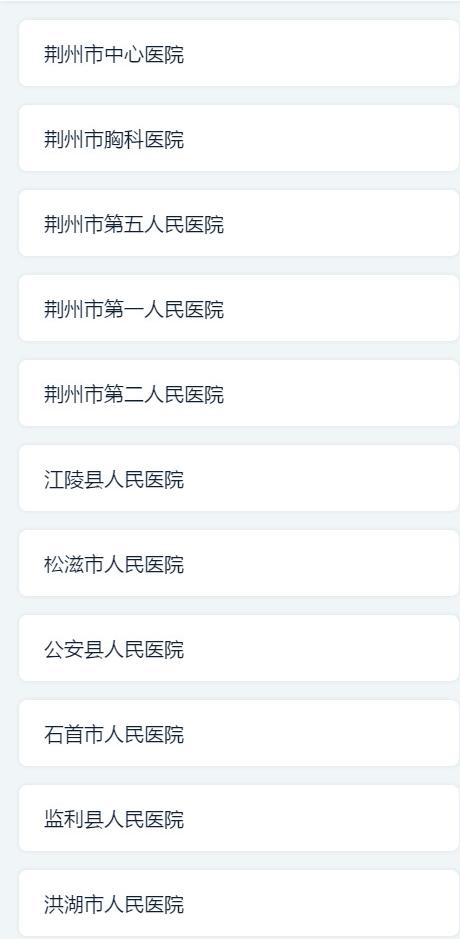 荆州市中心医院
荆州市胸科医院
荆州市第五人民医院
荆州市第一人民医院
荆州市第二人民医院
江陵县人民医院
松滋市人民医院
公安县人民医院
石首市人民医院
监利县人民医院
洪湖市人民医院